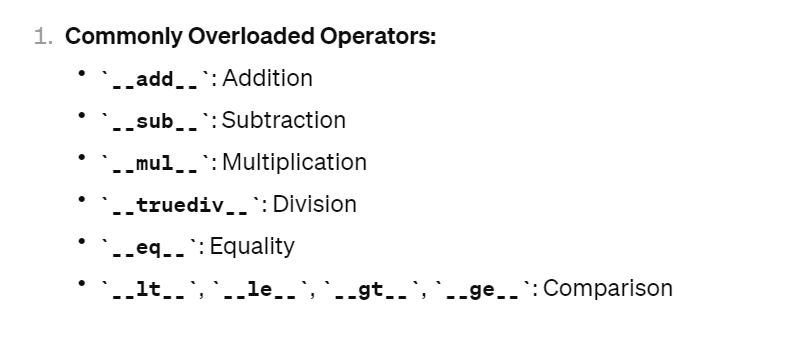 1. Commonly Overloaded Operators:
• `__add__`: Addition
• `__sub__`: Subtraction
• `__mul__`: Multiplication
• `__truediv__`: Division
• `__eq__`: Equality
• `__lt__`, `__le__`, `__gt__`, `__ge__`: Comparison